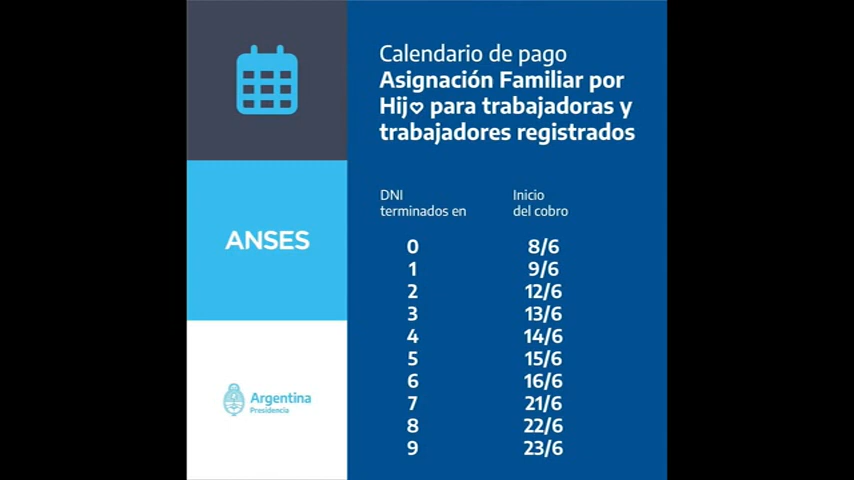 Calendario de pago
Asignación Familiar por
Hij♡ para trabajadoras y
trabajadores registrados
DNI
terminados en
Inicio
del cobro
0 8/6
1 9/6
2 12/6
3 13/6
4 14/6
5 15/6
6 16/6
7 21/6
8 22/6
9 23/6
ANSES
Argentina
Presidencia